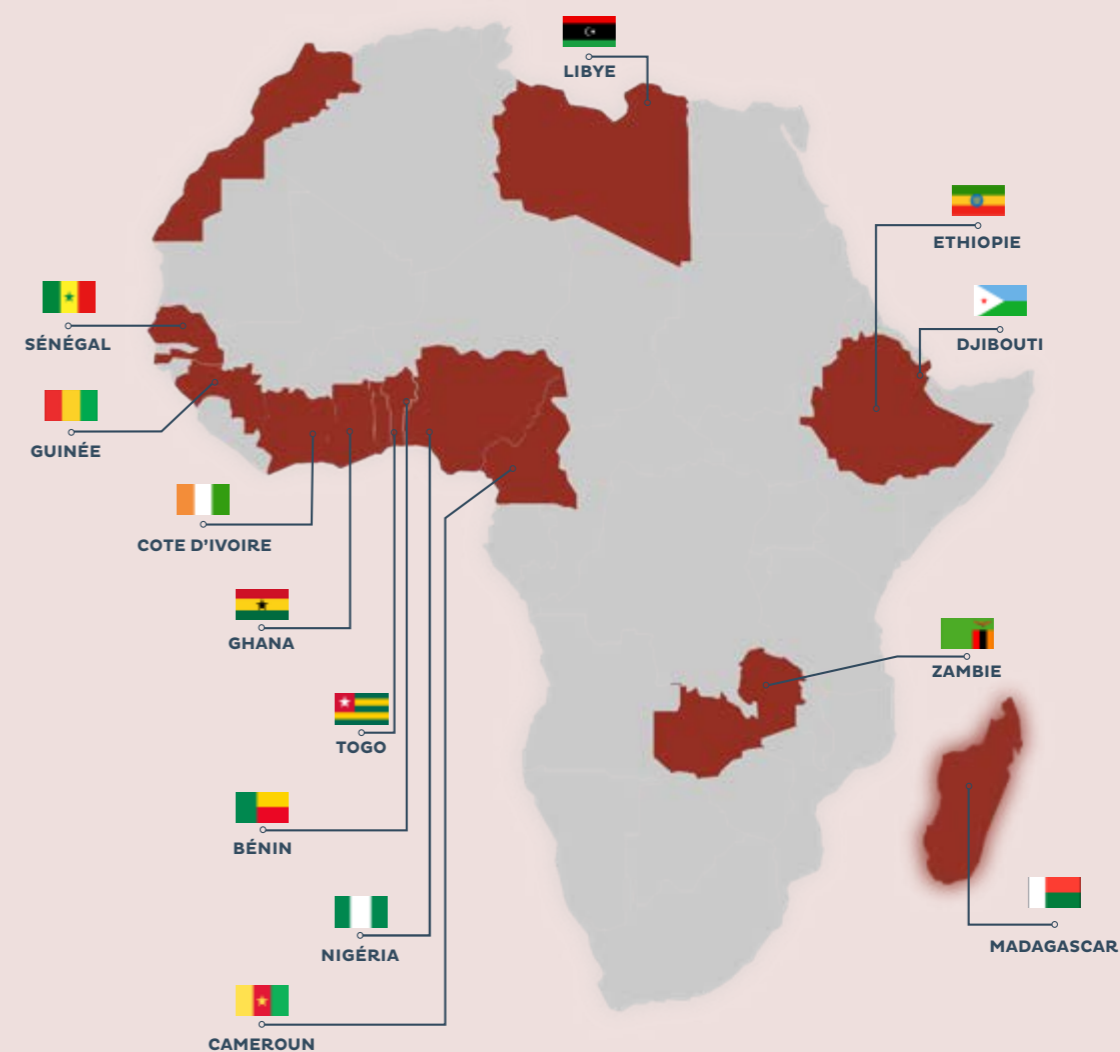 LIBYE
ETHIOPIE
DJIBOUTI
SÉNÉGAL
GUINÉE
COTE D’IVOIRE
GHANA
ZAMBIE
TOGO
BÉNIN
MADAGASCAR
NIGÉRIA
CAMEROUN